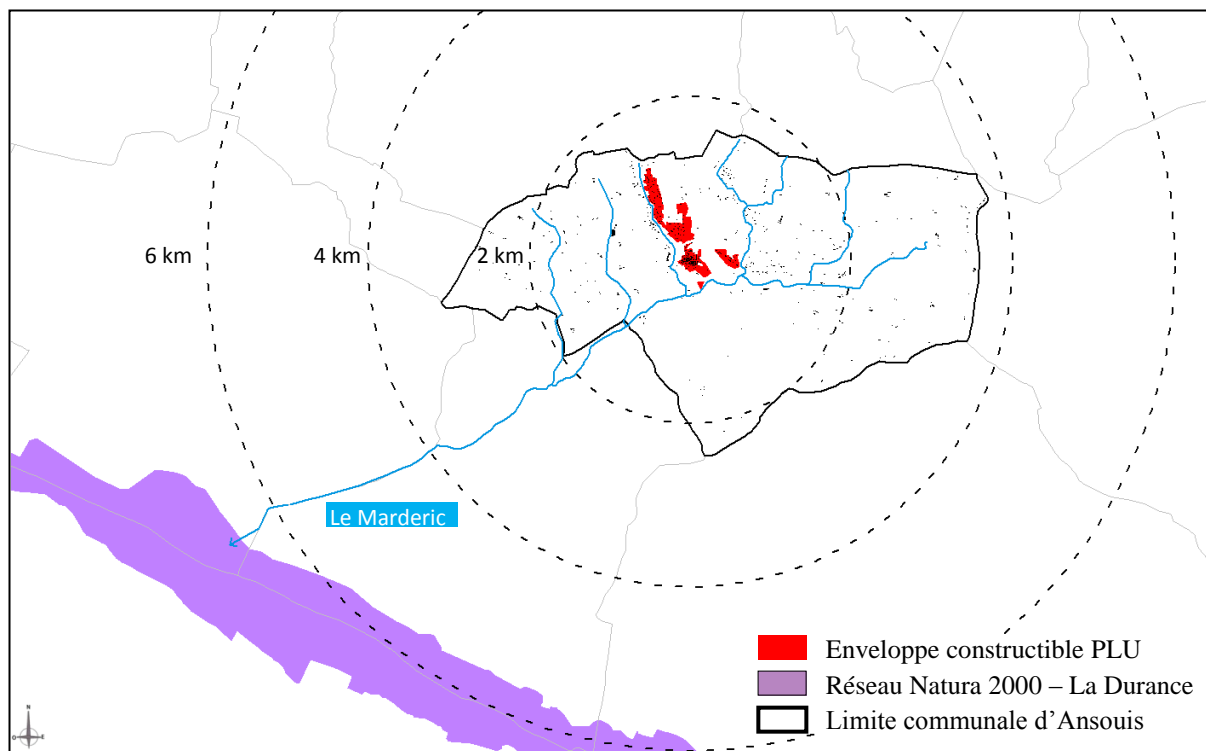 6 km
4 km
2 km
Le Marderic
Enveloppe constructible PLU
Réseau Natura 2000 – La Durance
Limite communale d'Ansouis
N
O E
S